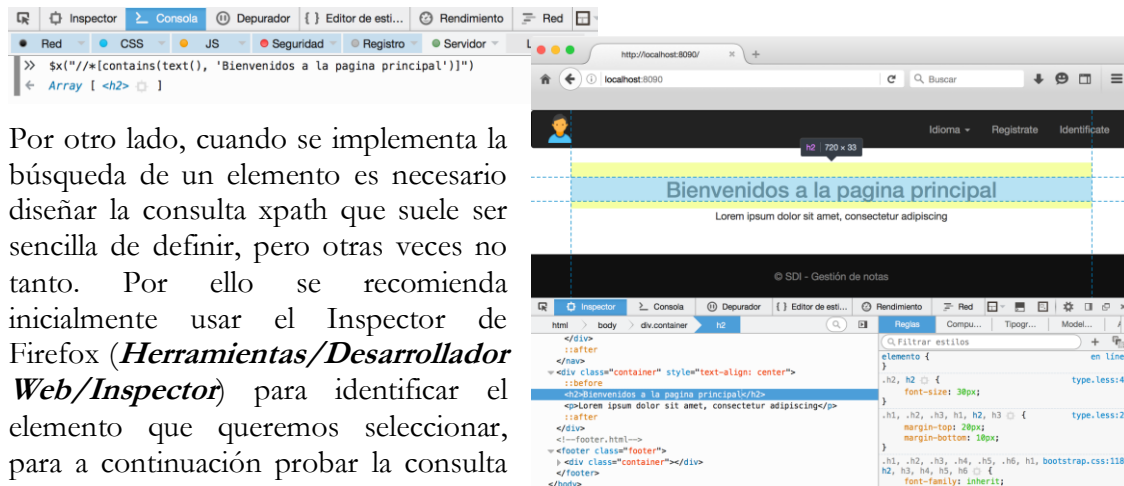 Inspector Consola Depurador { } Editor de esti... Rendimiento Red
Red CSS JS Seguridad Registro Servidor L
>> $x("//*[contains(text(), 'Bienvenidos a la pagina principal')]")
← Array [ <h2> ]
Por otro lado, cuando se implementa la
búsqueda de un elemento es necesario
diseñar la consulta xpath que suele ser
sencilla de definir, pero otras veces no
tanto. Por ello se recomienda
inicialmente usar el Inspector de
Firefox (Herramientas/Desarrollador
Web/Inspector) para identificar el
elemento que queremos seleccionar,
para a continuación probar la consulta
http://localhost:8090/ × +
localhost:8090 Buscar
Idioma Registrate Identificate
h2 720 × 33
Bienvenidos a la pagina principal
Lorem ipsum dolor sit amet, consectetur adipiscing
© SDI - Gestión de notas
Inspector Consola Depurador { } Editor de esti... Rendimiento Red
html body div.container h2
</div>
::after
</nav>
<div class="container" style="text-align: center">
::before
<h2>Bienvenidos a la pagina principal</h2>
<p>Lorem ipsum dolor sit amet, consectetur adipiscing</p>
::after
</div>
<!--footer.html-->
<footer class="footer">
<div class="container"></div>
</footer>
</body>
Reglas Compu... Tipogr... Model...
Filtrar estilos +
elemento { en líne
}
.h2, h2 { type.less:4
font-size: 30px;
}
.h1, .h2, .h3, h1, h2, h3 { type.less:2
margin-top: 20px;
margin-bottom: 10px;
}
.h1, .h2, .h3, .h4, .h5, .h6, h1, bootstrap.css:118
h2, h3, h4, h5, h6 {
font-family: inherit;